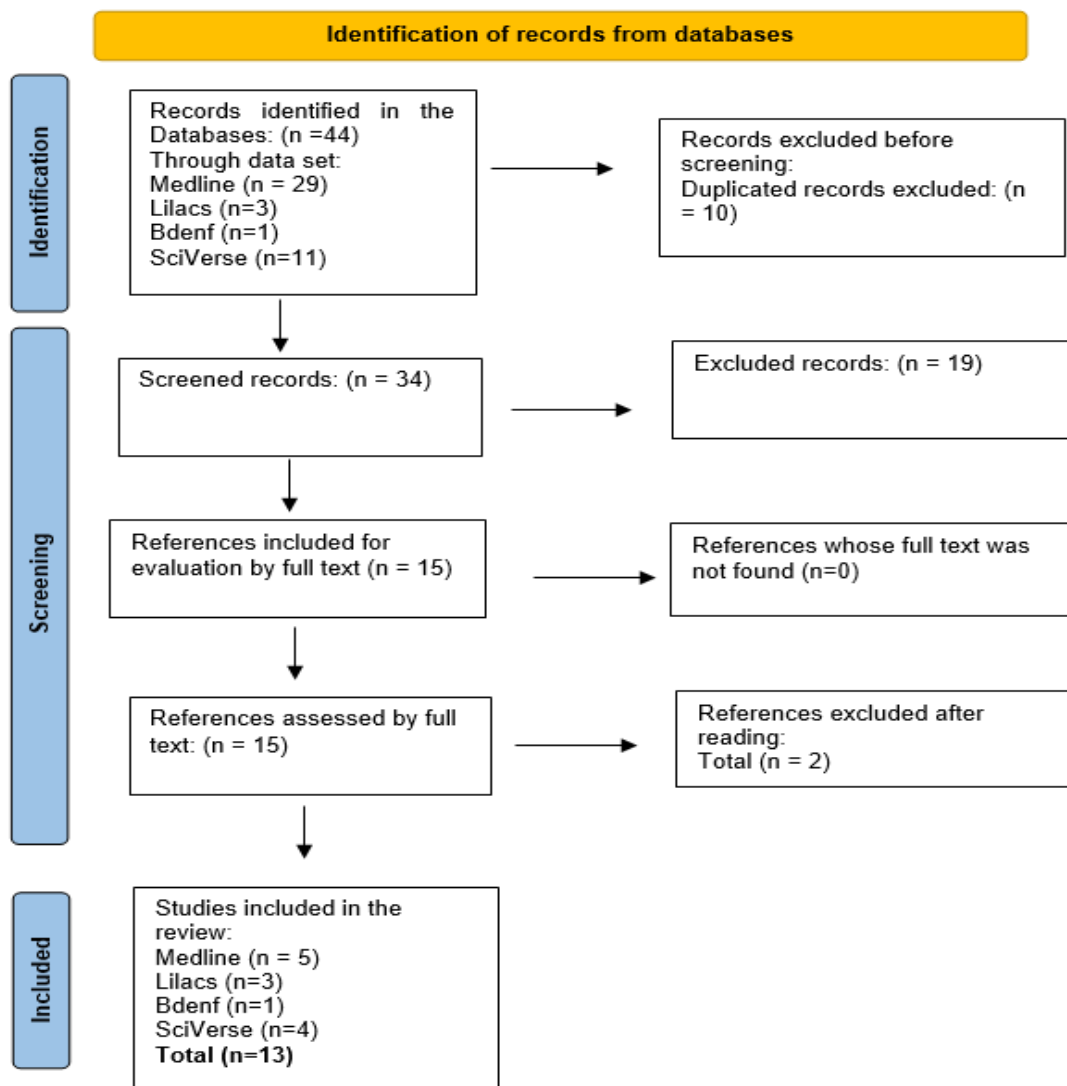 Identification of records from databases
Identification
Records identified in the
Databases: (n =44)
Through data set:
Medline (n = 29)
Lilacs (n=3)
Bdenf (n=1)
SciVerse (n=11)
Records excluded before
screening:
Duplicated records excluded: (n
= 10)
Screening
Screened records: (n = 34)
Excluded records: (n = 19)
References included for
evaluation by full text (n = 15)
References whose full text was
not found (n=0)
References assessed by full
text: (n = 15)
References excluded after
reading:
Total (n = 2)
Included
Studies included in the
review:
Medline (n = 5)
Lilacs (n=3)
Bdenf (n=1)
SciVerse (n=4)
Total (n=13)